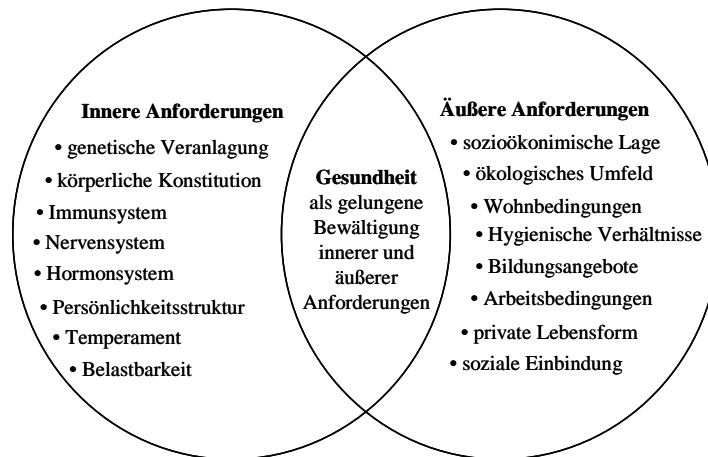 Innere Anforderungen
• genetische Veranlagung
• körperliche Konstitution
• Immunsystem
• Nervensystem
• Hormonsystem
• Persönlichkeitsstruktur
• Temperament
• Belastbarkeit
Gesundheit
als gelungene
Bewältigung
innerer und
äußerer
Anforderungen
Äußere Anforderungen
• sozioökonimische Lage
• ökologisches Umfeld
• Wohnbedingungen
• Hygienische Verhältnisse
• Bildungsangebote
• Arbeitsbedingungen
• private Lebensform
• soziale Einbindung